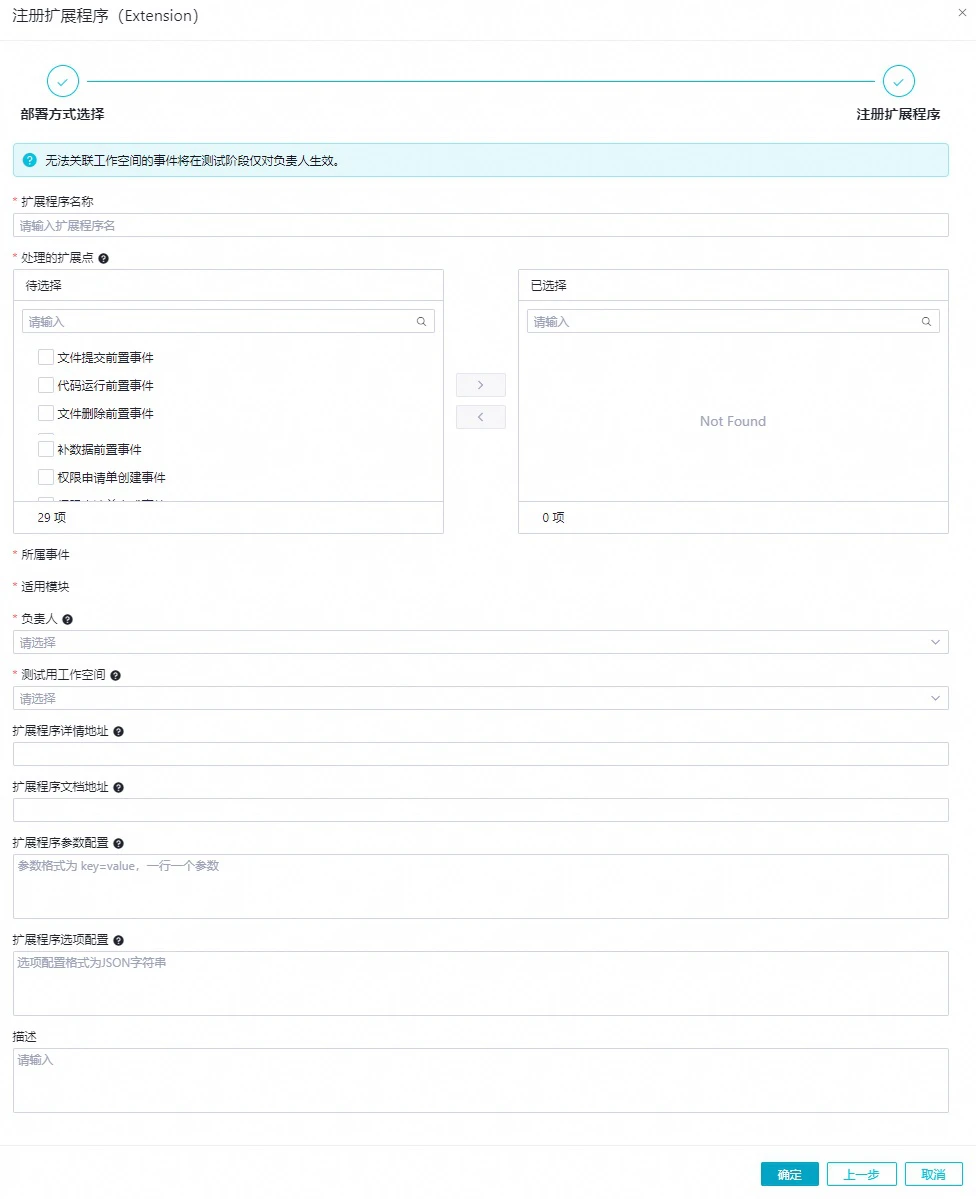 注册扩展程序（Extension）
部署方式选择
注册扩展程序
无法关联工作空间的事件将在测试阶段仅对负责人生效。
* 扩展程序名称
请输入扩展程序名
* 处理的扩展点
待选择
请输入
文件提交前置事件
代码运行前置事件
文件删除前置事件
补数据前置事件
权限申请单创建事件
29 项
已选择
请输入
Not Found
0 项
* 所属事件
* 适用模块
* 负责人
请选择
* 测试用工作空间
请选择
扩展程序详情地址
扩展程序文档地址
扩展程序参数配置
参数格式为 key=value，一行一个参数
扩展程序选项配置
选项配置格式为JSON字符串
描述
请输入
确定
上一步
取消